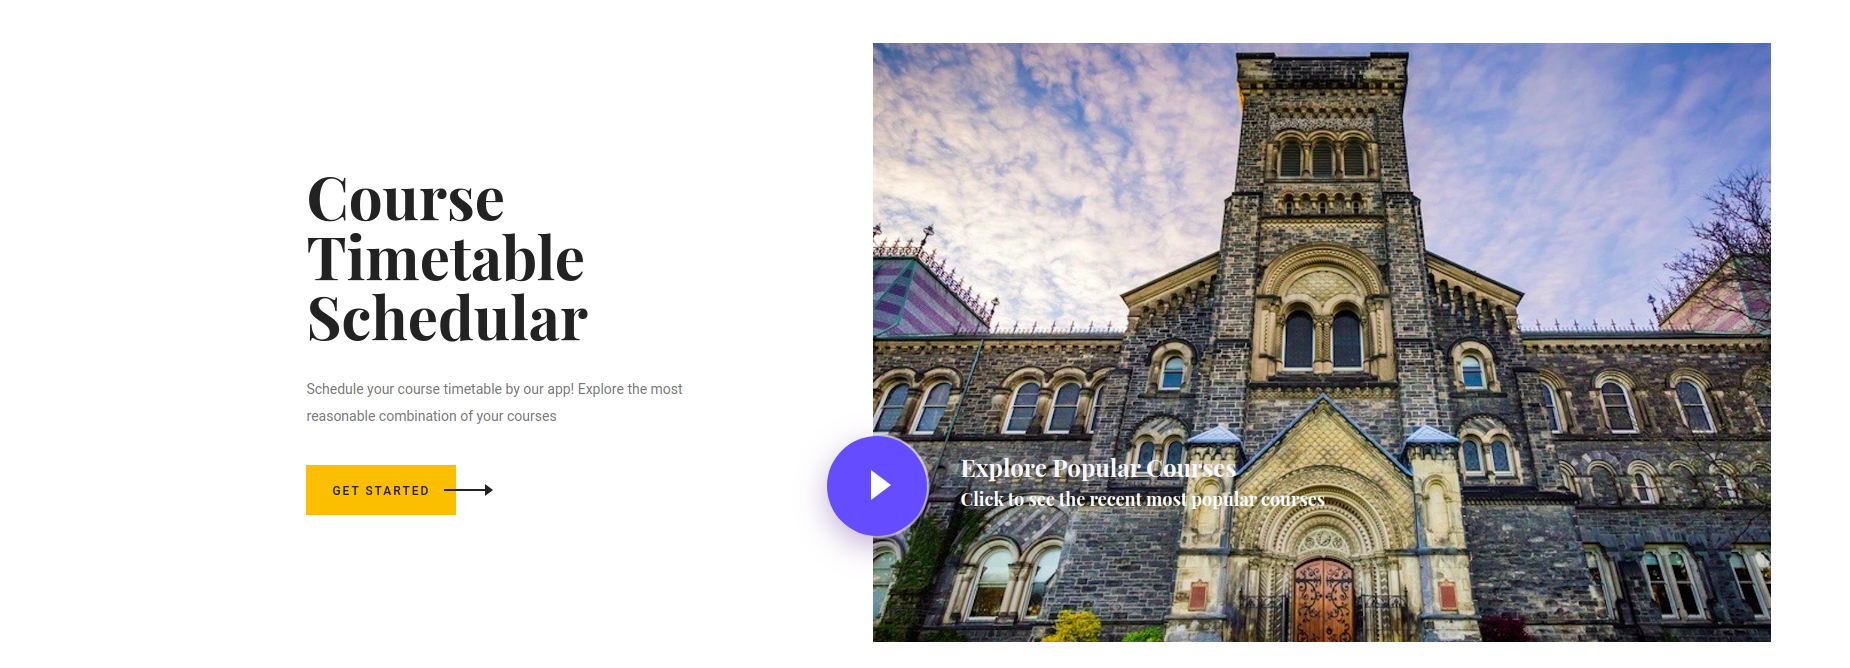 Course
Timetable
Schedular
Schedule your course timetable by our app! Explore the most
reasonable combination of your courses
GET STARTED
Explore Popular Courses
Click to see the recent most popular courses